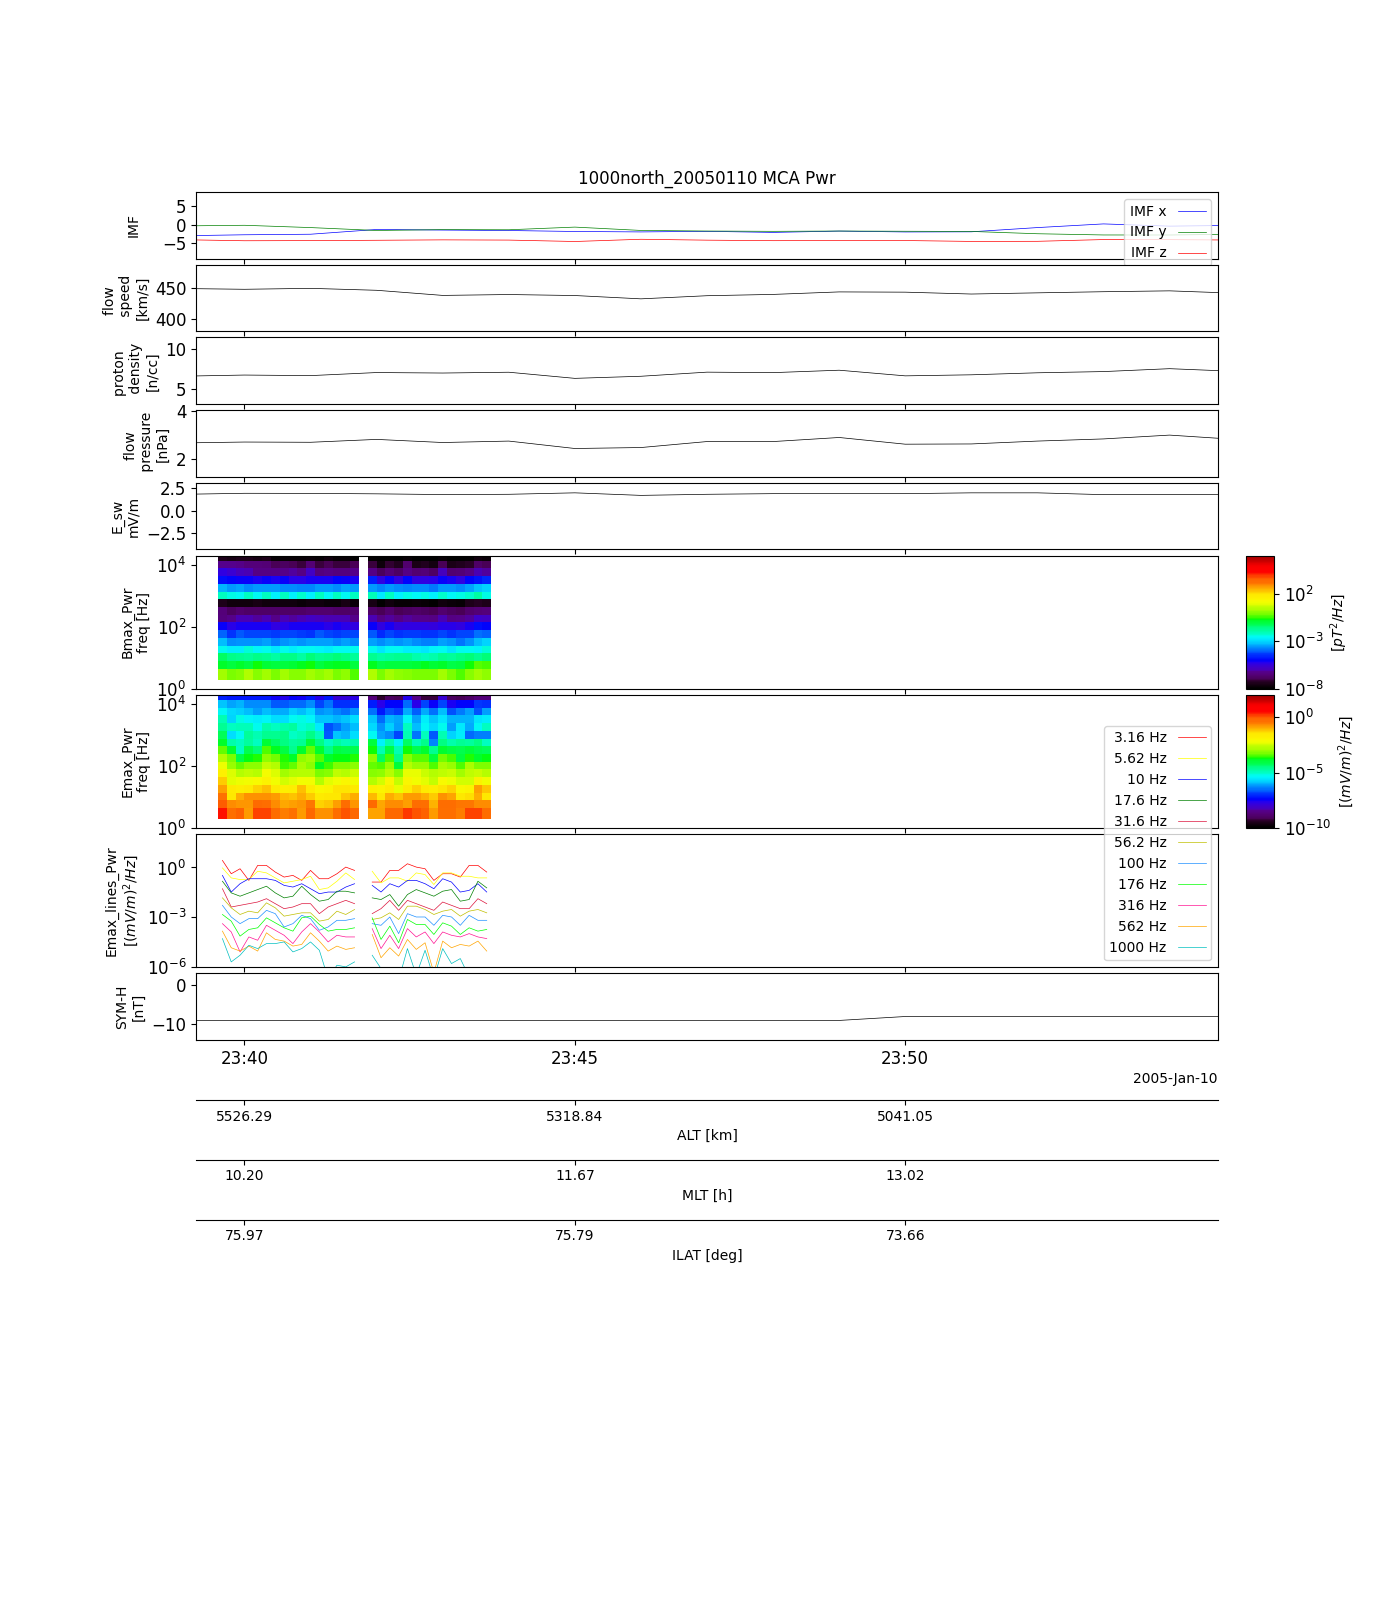 1000north_20050110 MCA Pwr
IMF
5
0
−5
IMF x
IMF y
IMF z
flow
speed
[km/s]
450
400
proton
density
[n/cc]
10
5
flow
pressure
[nPa]
4
2
E_sw
mV/m
2.5
0.0
−2.5
Bmax_Pwr
freq [Hz]
10^4
10^2
10^0
10^2
10^−3
10^−8
[pT^2/Hz]
Emax_Pwr
freq [Hz]
10^4
10^2
10^0
10^0
10^−5
10^−10
[(mV/m)^2/Hz]
3.16 Hz
5.62 Hz
10 Hz
17.6 Hz
31.6 Hz
56.2 Hz
100 Hz
176 Hz
316 Hz
562 Hz
1000 Hz
Emax_lines_Pwr
[(mV/m)^2/Hz]
10^0
10^−3
10^−6
SYM-H
[nT]
0
−10
23:40 23:45 23:50
2005-Jan-10
5526.29 5318.84 5041.05
ALT [km]
10.20 11.67 13.02
MLT [h]
75.97 75.79 73.66
ILAT [deg]